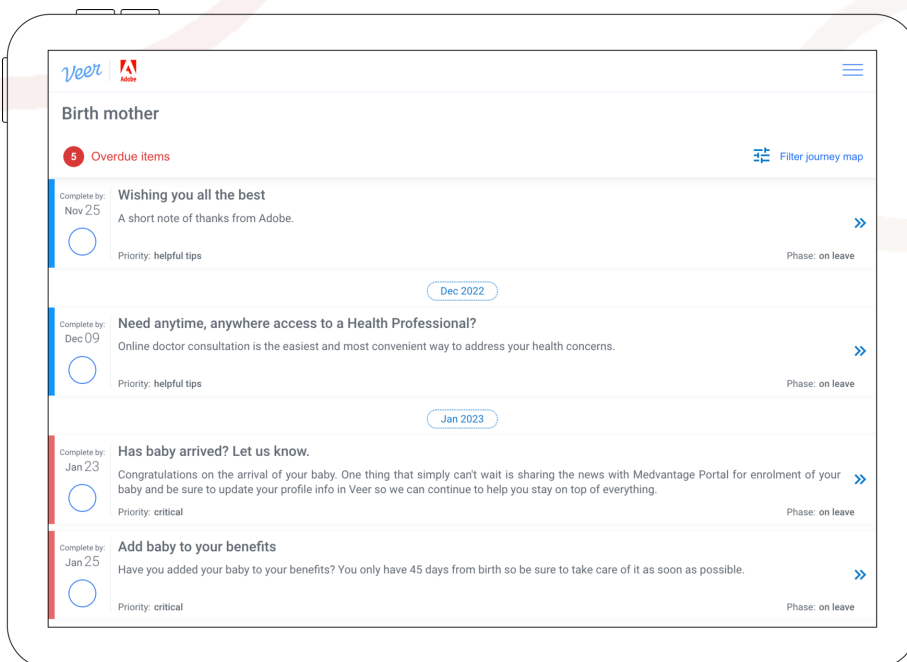 Veer
Adobe
Birth mother
5 Overdue items
Filter journey map
Complete by:
Nov 25
Wishing you all the best
A short note of thanks from Adobe.
Priority: helpful tips
Phase: on leave
Dec 2022
Complete by:
Dec 09
Need anytime, anywhere access to a Health Professional?
Online doctor consultation is the easiest and most convenient way to address your health concerns.
Priority: helpful tips
Phase: on leave
Jan 2023
Complete by:
Jan 23
Has baby arrived? Let us know.
Congratulations on the arrival of your baby. One thing that simply can't wait is sharing the news with Medvantage Portal for enrolment of your
baby and be sure to update your profile info in Veer so we can continue to help you stay on top of everything.
Priority: critical
Phase: on leave
Complete by:
Jan 25
Add baby to your benefits
Have you added your baby to your benefits? You only have 45 days from birth so be sure to take care of it as soon as possible.
Priority: critical
Phase: on leave